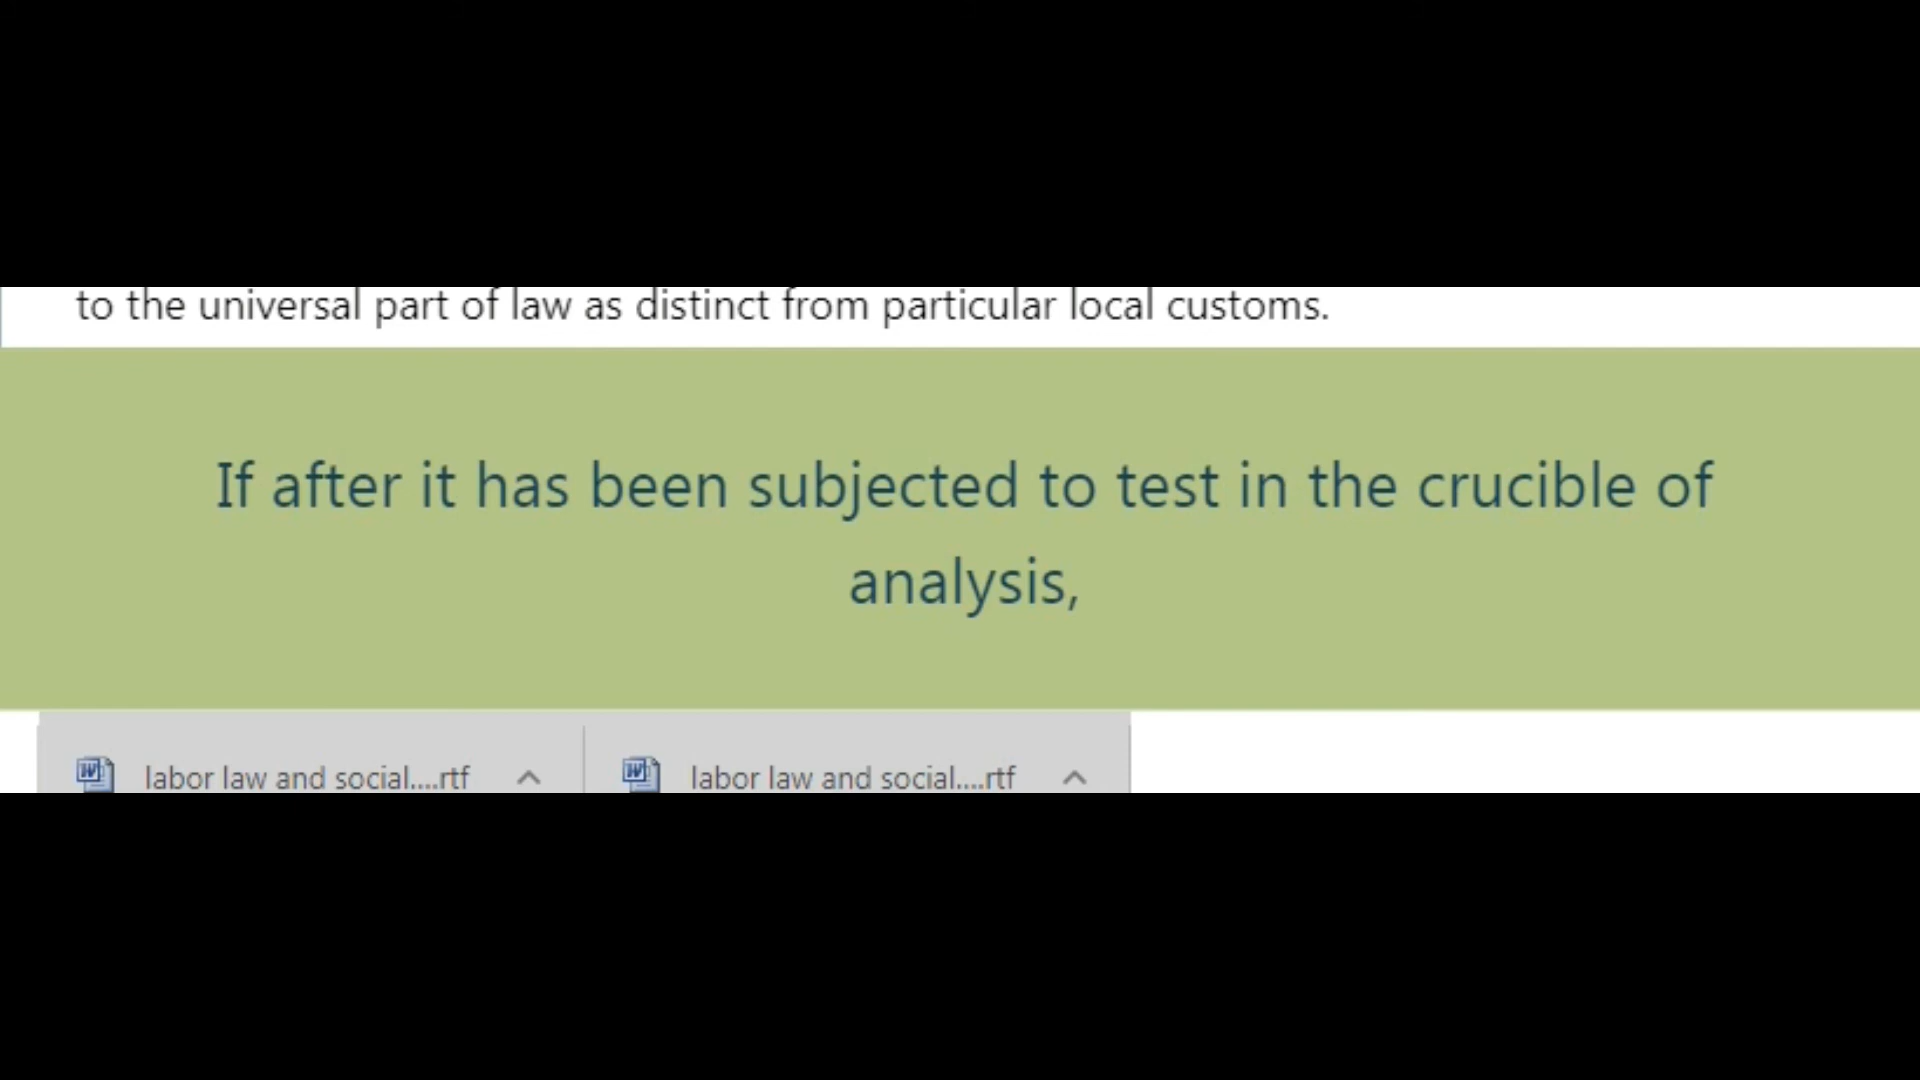 to the universal part of law as distinct from particular local customs.
If after it has been subjected to test in the crucible of
analysis,
labor law and social....rtf
labor law and social....rtf